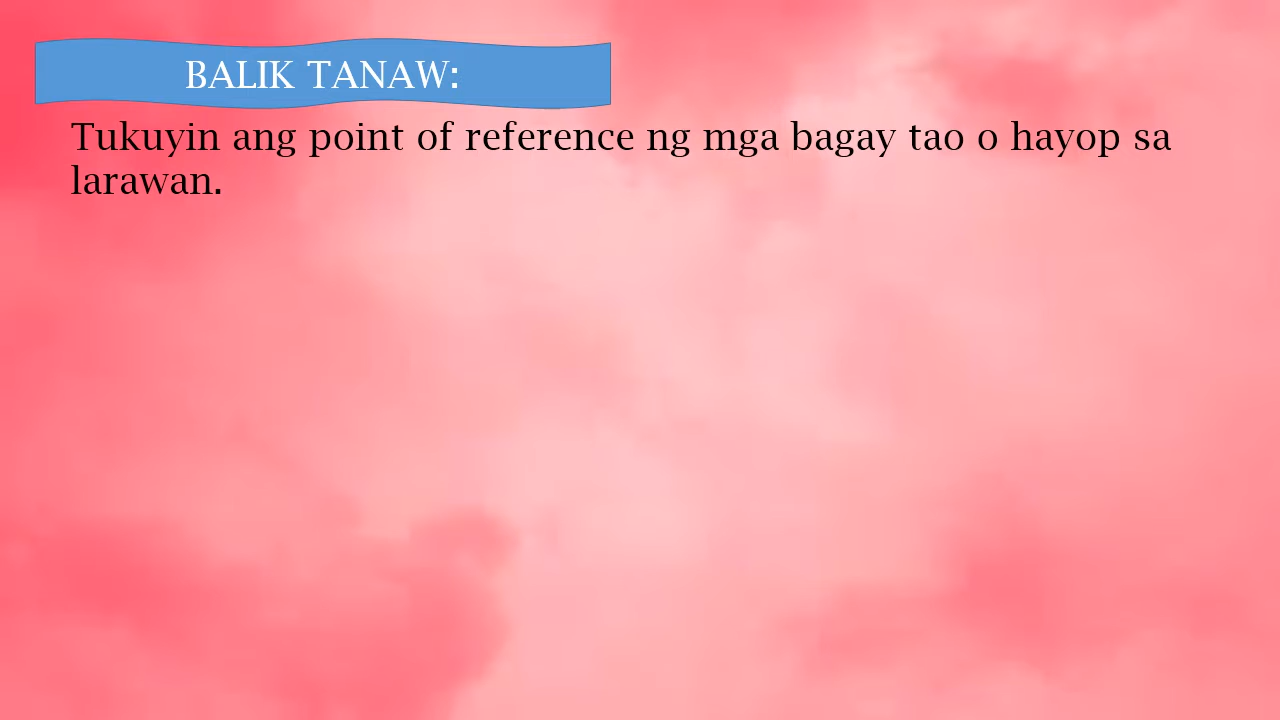 BALIK TANAW:
Tukuyin ang point of reference ng mga bagay tao o hayop sa
larawan.